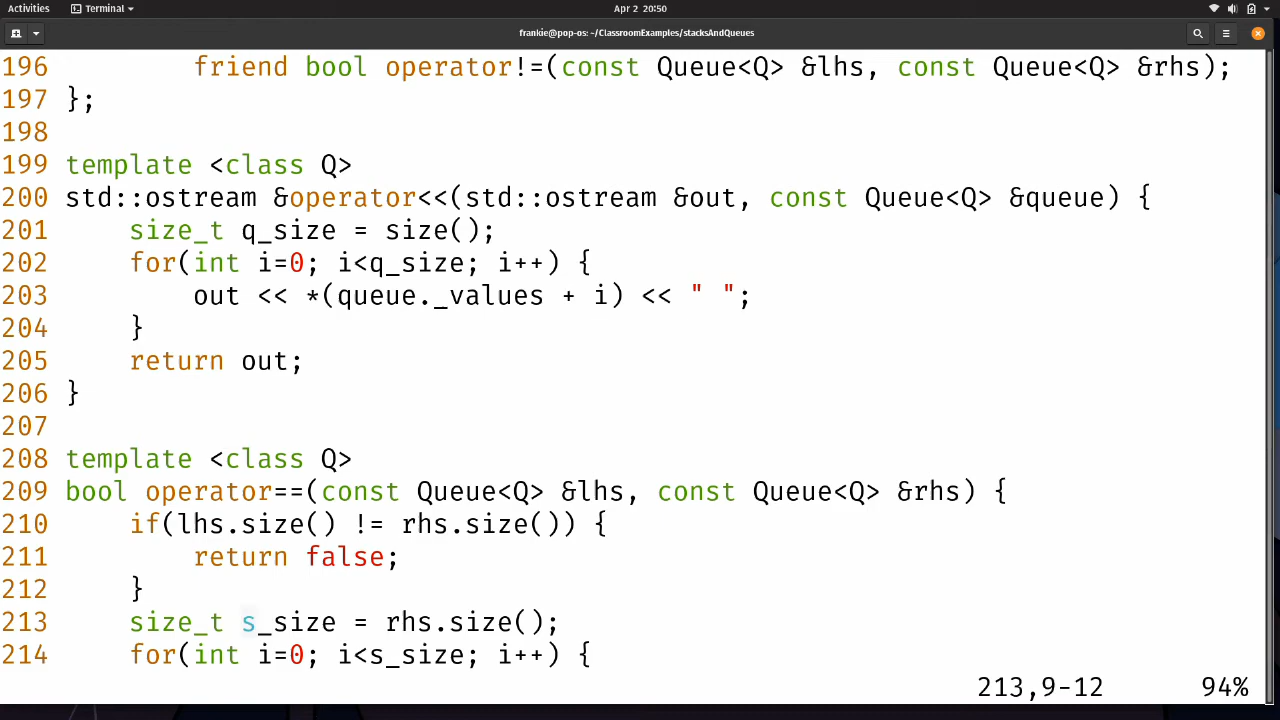 Activities Terminal Apr 2 20:50
frankie@pop-os: ~/ClassroomExamples/stacksAndQueues
196         friend bool operator!=(const Queue<Q> &lhs, const Queue<Q> &rhs);
197 };
198
199 template <class Q>
200 std::ostream &operator<<(std::ostream &out, const Queue<Q> &queue) {
201     size_t q_size = size();
202     for(int i=0; i<q_size; i++) {
203         out << *(queue._values + i) << " ";
204     }
205     return out;
206 }
207
208 template <class Q>
209 bool operator==(const Queue<Q> &lhs, const Queue<Q> &rhs) {
210     if(lhs.size() != rhs.size()) {
211         return false;
212     }
213     size_t s_size = rhs.size();
214     for(int i=0; i<s_size; i++) {
213,9-12 94%